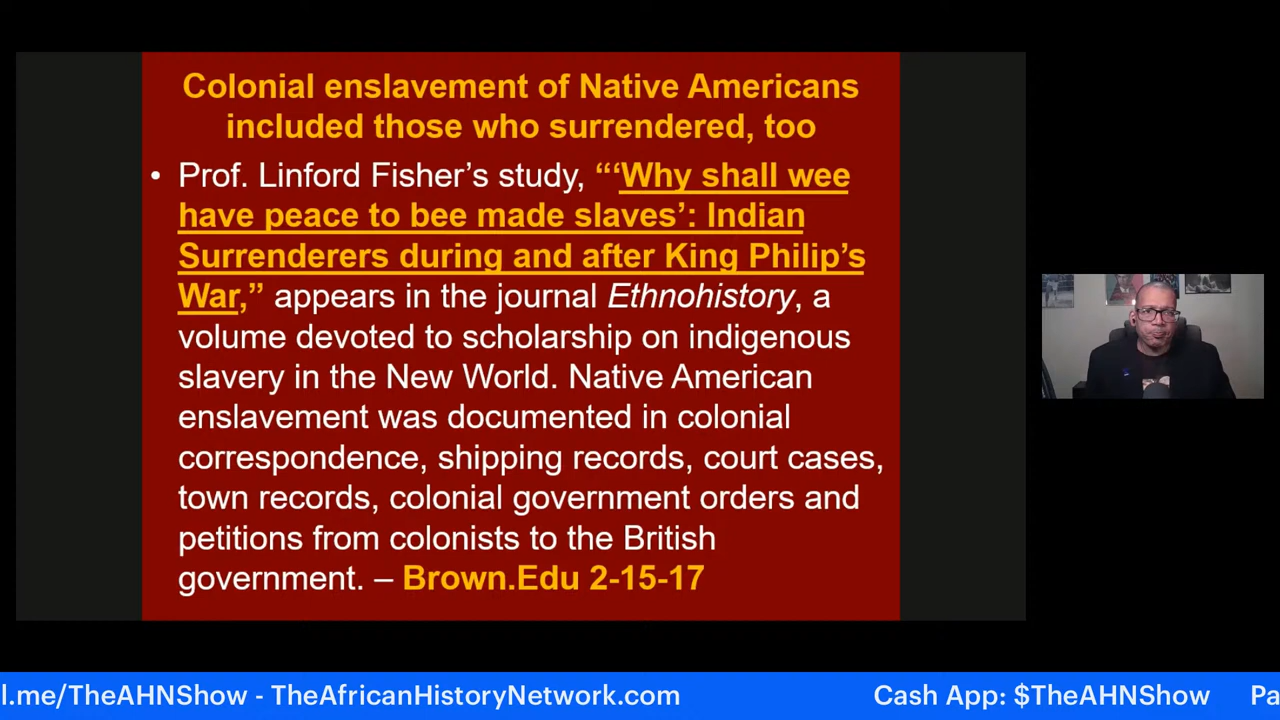 Colonial enslavement of Native Americans
included those who surrendered, too
• Prof. Linford Fisher’s study, “‘Why shall wee
have peace to bee made slaves’: Indian
Surrenderers during and after King Philip’s
War,” appears in the journal Ethnohistory, a
volume devoted to scholarship on indigenous
slavery in the New World. Native American
enslavement was documented in colonial
correspondence, shipping records, court cases,
town records, colonial government orders and
petitions from colonists to the British
government. – Brown.Edu 2-15-17
l.me/TheAHNShow - TheAfricanHistoryNetwork.com Cash App: $TheAHNShow Pa